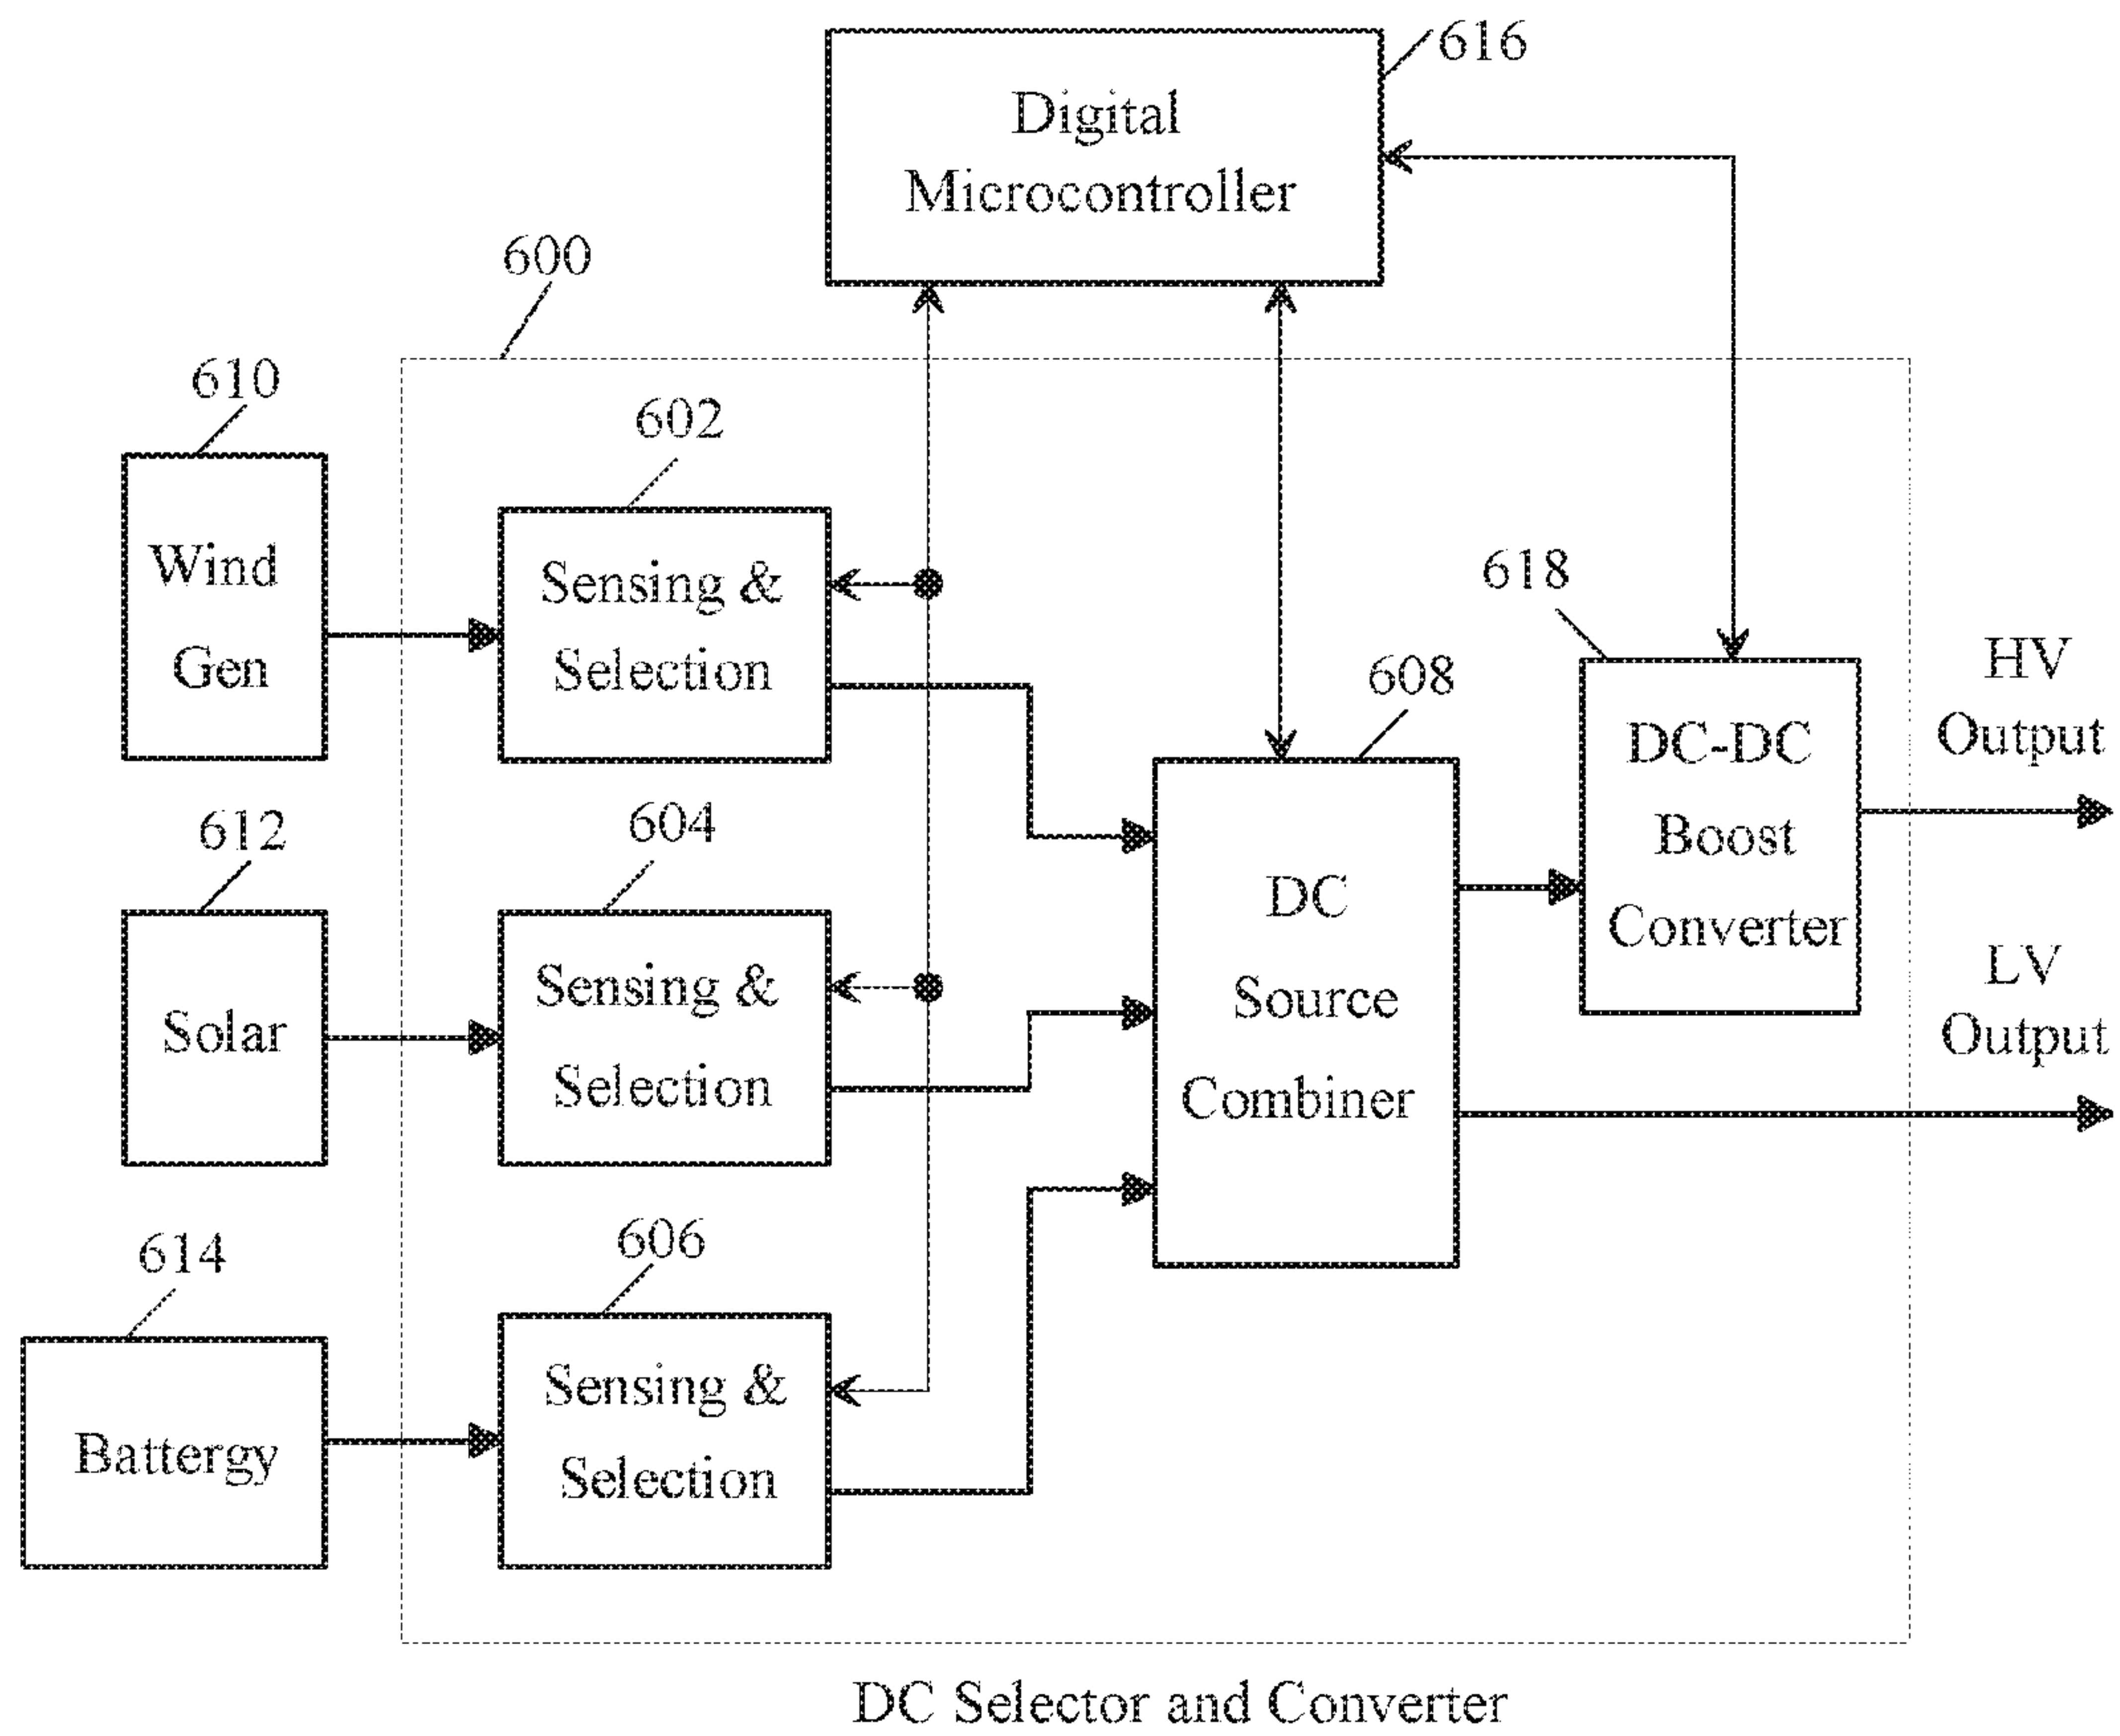 616
Digital
Microcontroller
600
610
602
Wind
Gen
Sensing &
Selection
618
HV
Output
608
DC-DC
Boost
Converter
612
604
Solar
Sensing &
Selection
DC
Source
Combiner
LV
Output
614
606
Battergy
Sensing &
Selection
DC Selector and Converter